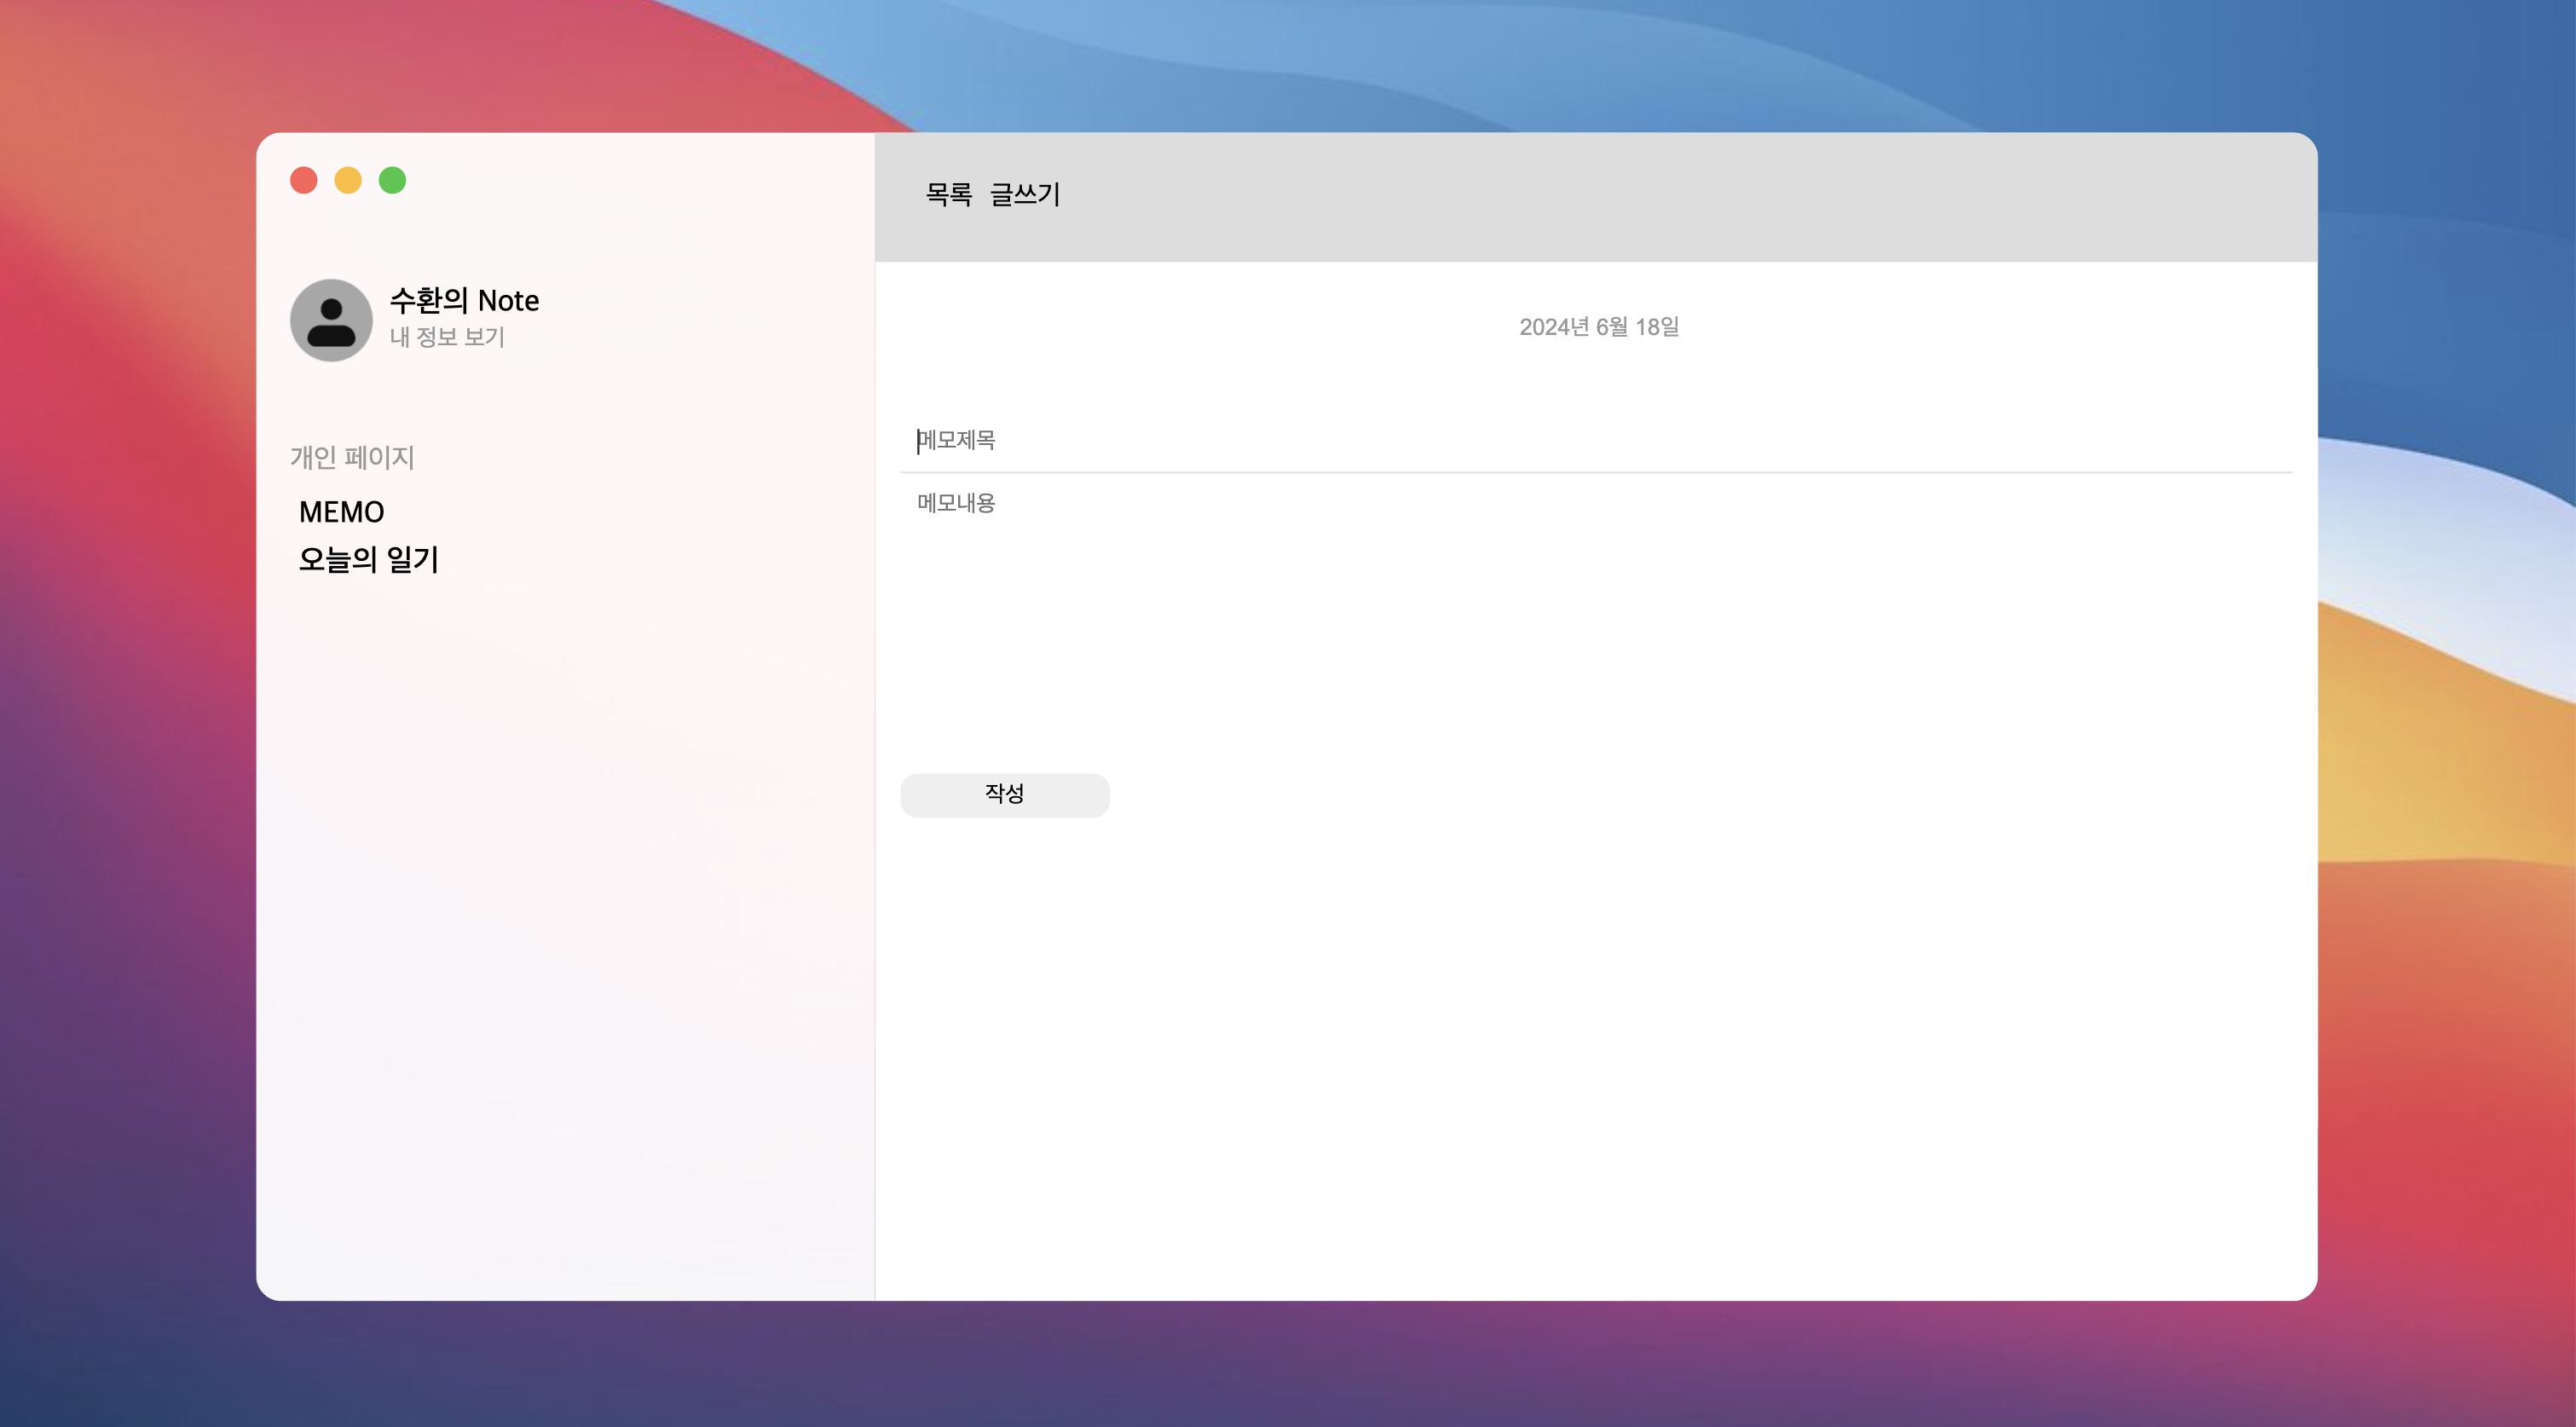 수환의 Note
내 정보 보기
개인 페이지
MEMO
오늘의 일기
목록 글쓰기
2024년 6월 18일
메모제목
메모내용
작성